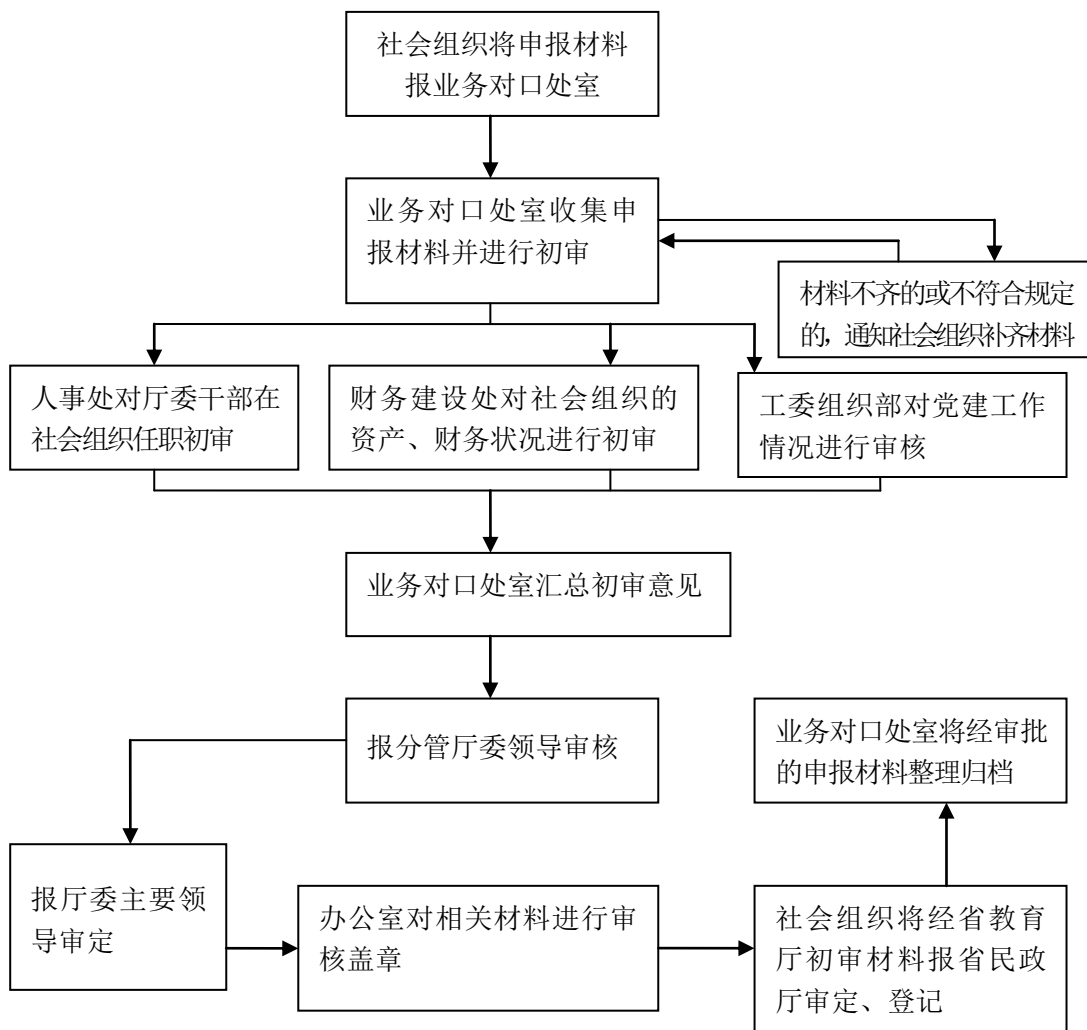 社会组织将申报材料
报业务对口处室
业务对口处室收集申
报材料并进行初审
材料不齐的或不符合规定
的，通知社会组织补齐材料
人事处对厅委干部在
社会组织任职初审
财务建设处对社会组织的
资产、财务状况进行初审
工委组织部对党建工作
情况进行审核
业务对口处室汇总初审意见
报分管厅委领导审核
业务对口处室将经审批
的申报材料整理归档
报厅委主要领
导审定
办公室对相关材料进行审
核盖章
社会组织将经省教育
厅初审材料报省民政
厅审定、登记